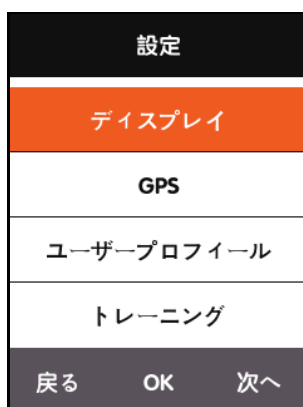 設定
ディスプレイ
GPS
ユーザープロフィール
トレーニング
戻る OK 次へ